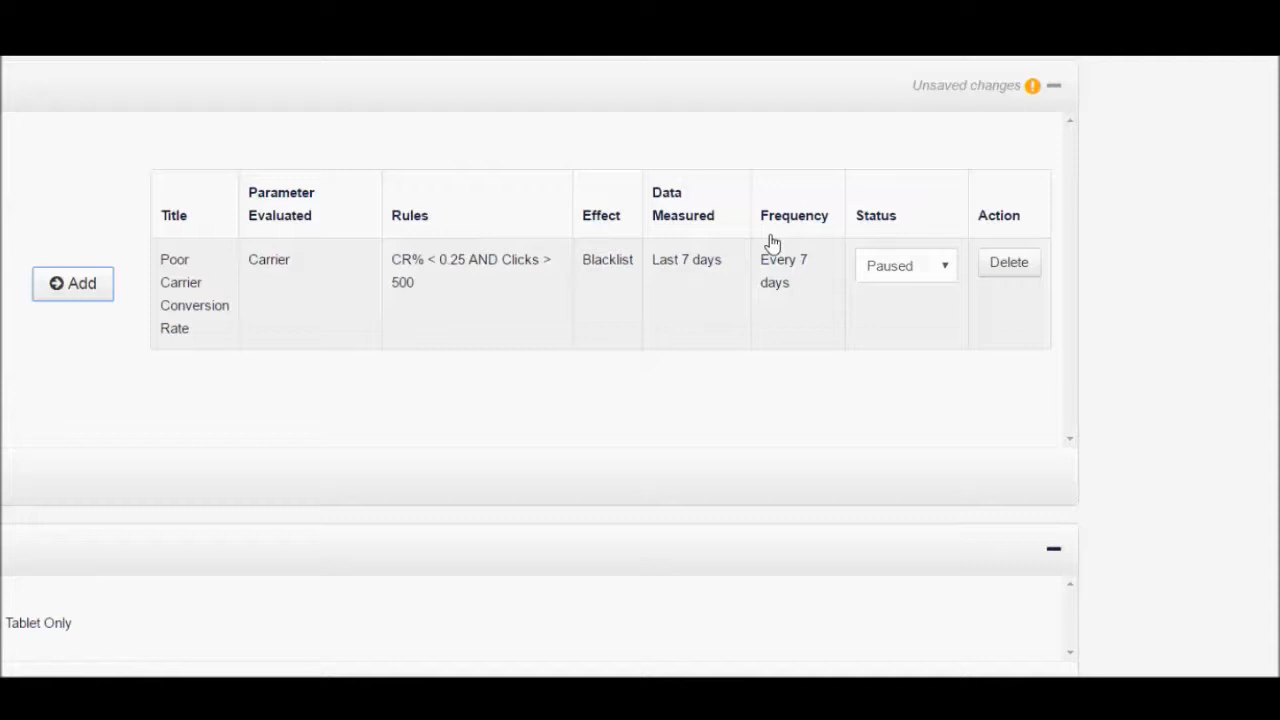 Unsaved changes
Title
Parameter
Evaluated
Rules
Effect
Data
Measured
Frequency
Status
Action
Add
Poor
Carrier
Conversion
Rate
Carrier
CR% < 0.25 AND Clicks >
500
Blacklist
Last 7 days
Every 7
days
Paused
Delete
Tablet Only